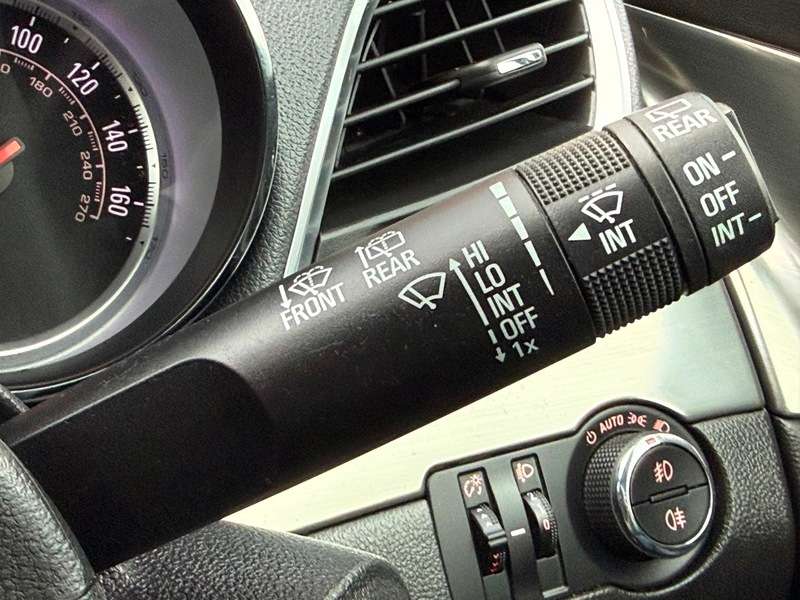 100
120
140
160
180
210
240
270
FRONT
REAR
HI
LO
INT
OFF
1x
INT
REAR
ON
OFF
INT
AUTO
0